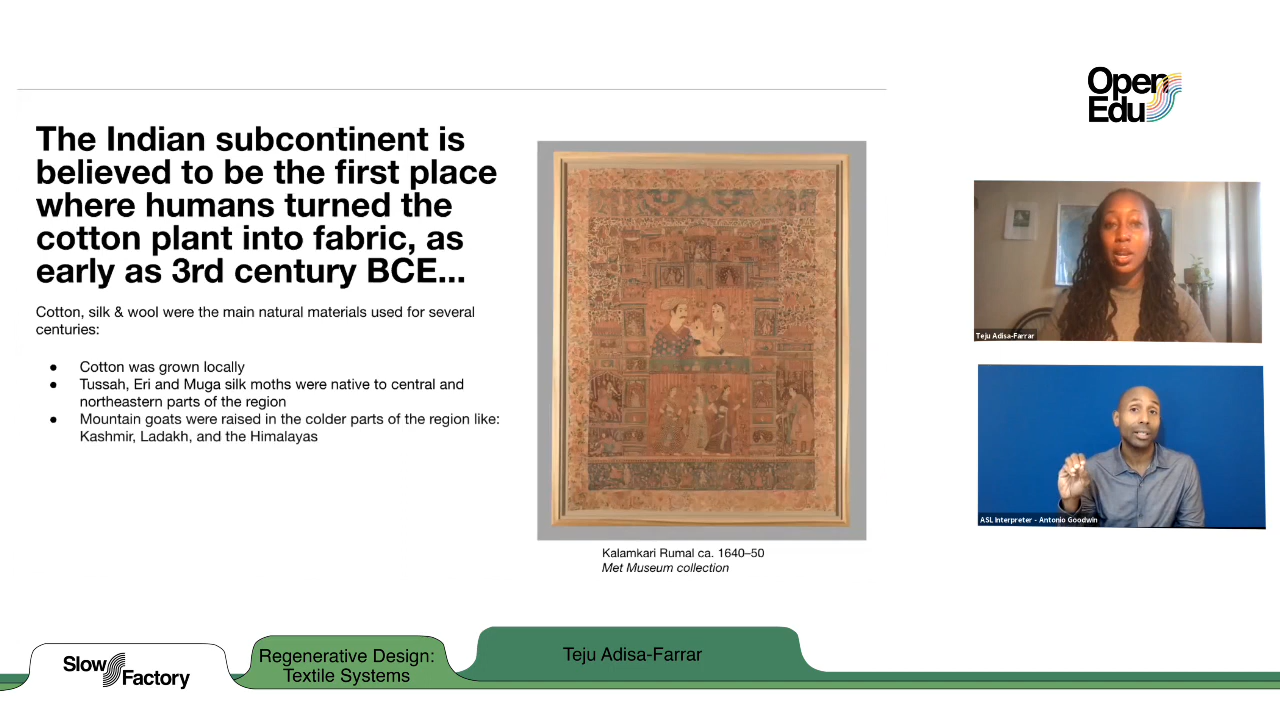 The Indian subcontinent is
believed to be the first place
where humans turned the
cotton plant into fabric, as
early as 3rd century BCE...
Cotton, silk & wool were the main natural materials used for several
centuries:
● Cotton was grown locally
● Tussah, Eri and Muga silk moths were native to central and
northeastern parts of the region
● Mountain goats were raised in the colder parts of the region like:
Kashmir, Ladakh, and the Himalayas
Kalamkari Rumal ca. 1640–50
Met Museum collection
Open
Edu
Teju Adisa-Farrar
ASL Interpreter - Antonio Goodwin
Slow
Factory
Regenerative Design:
Textile Systems
Teju Adisa-Farrar